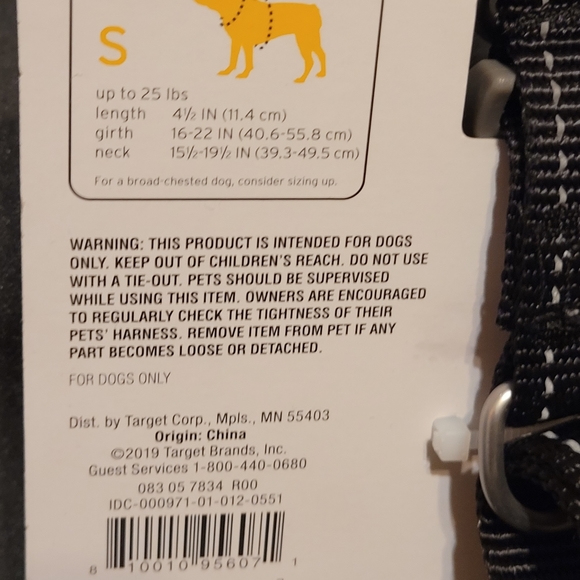 S
up to 25 lbs
length 4½ IN (11.4 cm)
girth 16-22 IN (40.6-55.8 cm)
neck 15½-19½ IN (39.3-49.5 cm)
For a broad-chested dog, consider sizing up.
WARNING: THIS PRODUCT IS INTENDED FOR DOGS
ONLY. KEEP OUT OF CHILDREN'S REACH. DO NOT USE
WITH A TIE-OUT. PETS SHOULD BE SUPERVISED
WHILE USING THIS ITEM. OWNERS ARE ENCOURAGED
TO REGULARLY CHECK THE TIGHTNESS OF THEIR
PETS' HARNESS. REMOVE ITEM FROM PET IF ANY
PART BECOMES LOOSE OR DETACHED.
FOR DOGS ONLY
Dist. by Target Corp., Mpls., MN 55403
Origin: China
©2019 Target Brands, Inc.
Guest Services 1-800-440-0680
083 05 7834 R00
IDC-000971-01-012-0551
8 10010 95607 1